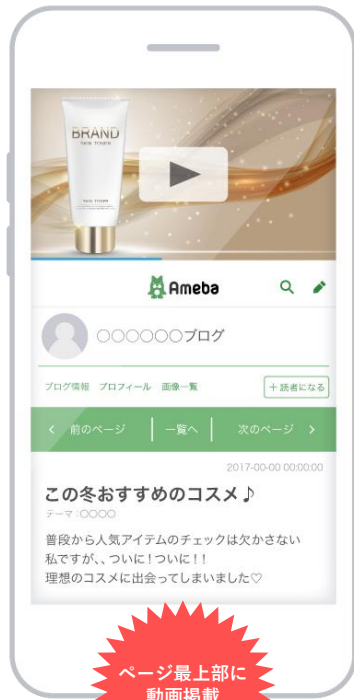 BRAND
SKIN TONER
Ameba
○○○○○○ブログ
ブログ情報 プロフィール 画像一覧 +読者になる
< 前のページ 一覧へ 次のページ >
2017-00-00 00:00:00
この冬おすすめのコスメ♪
テーマ:○○○○
普段から人気アイテムのチェックは欠かさない
私ですが、、ついに!ついに!!
理想のコスメに出会ってしまいました♡
ページ最上部に
動画掲載